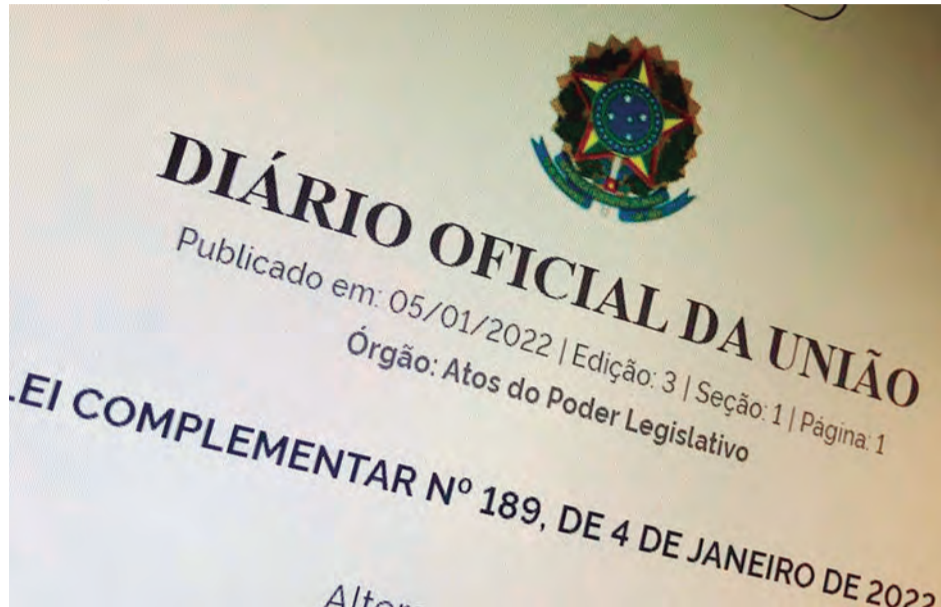 DIÁRIO OFICIAL DA UNIÃO
Publicado em: 05/01/2022 | Edição: 3 | Seção: 1 | Página: 1
Órgão: Atos do Poder Legislativo
LEI COMPLEMENTAR Nº 189, DE 4 DE JANEIRO DE 2022